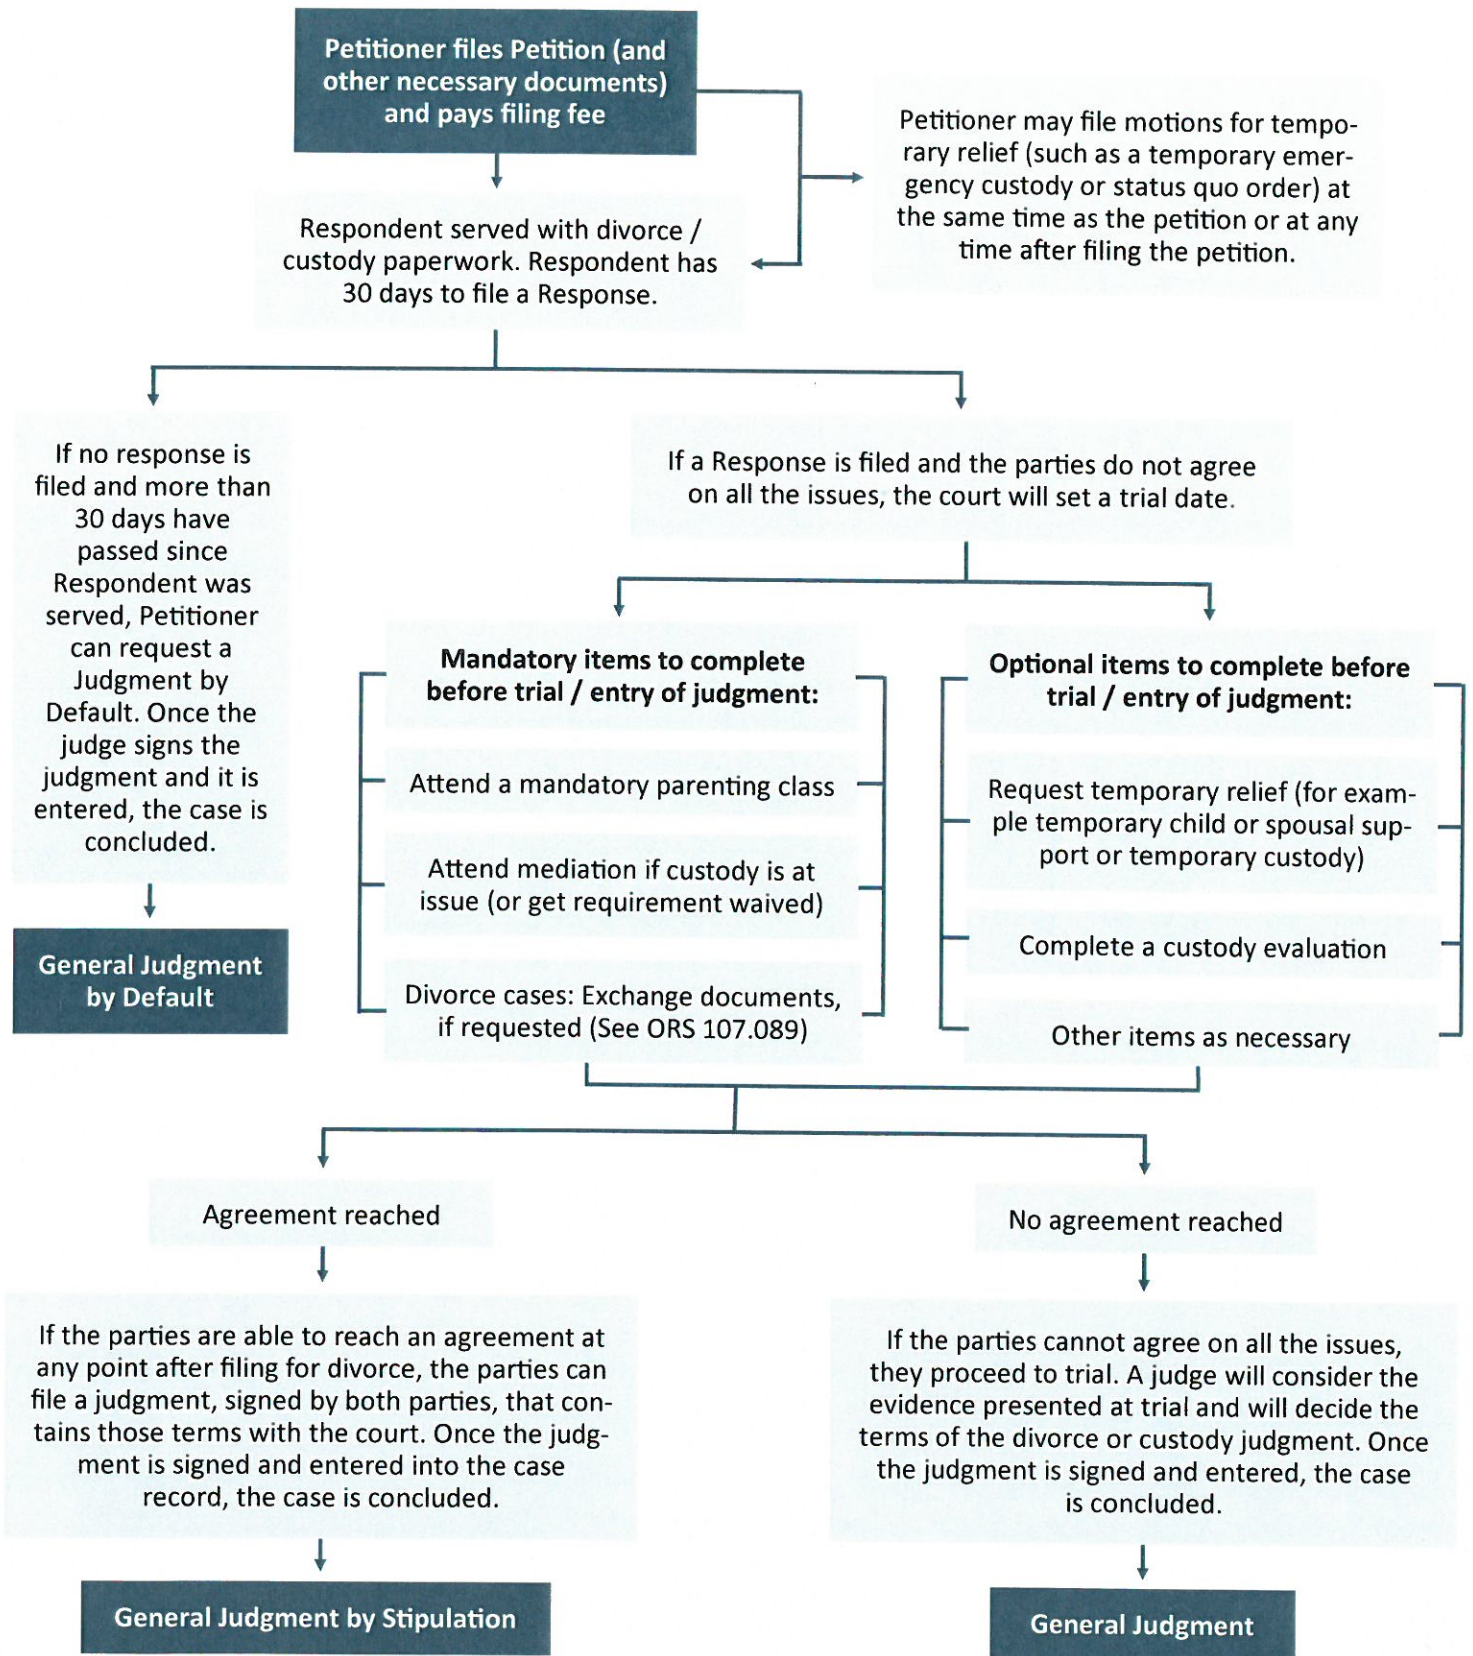 Petitioner files Petition (and
other necessary documents)
and pays filing fee
Petitioner may file motions for tempo-
rary relief (such as a temporary emer-
gency custody or status quo order) at
the same time as the petition or at any
time after filing the petition.
Respondent served with divorce /
custody paperwork. Respondent has
30 days to file a Response.
If no response is
filed and more than
30 days have
passed since
Respondent was
served, Petitioner
can request a
Judgment by
Default. Once the
judge signs the
judgment and it is
entered, the case is
concluded.
General Judgment
by Default
If a Response is filed and the parties do not agree
on all the issues, the court will set a trial date.
Mandatory items to complete
before trial / entry of judgment:
Attend a mandatory parenting class
Attend mediation if custody is at
issue (or get requirement waived)
Divorce cases: Exchange documents,
if requested (See ORS 107.089)
Optional items to complete before
trial / entry of judgment:
Request temporary relief (for exam-
ple temporary child or spousal sup-
port or temporary custody)
Complete a custody evaluation
Other items as necessary
Agreement reached
If the parties are able to reach an agreement at
any point after filing for divorce, the parties can
file a judgment, signed by both parties, that con-
tains those terms with the court. Once the judg-
ment is signed and entered into the case
record, the case is concluded.
General Judgment by Stipulation
No agreement reached
If the parties cannot agree on all the issues,
they proceed to trial. A judge will consider the
evidence presented at trial and will decide the
terms of the divorce or custody judgment. Once
the judgment is signed and entered, the case
is concluded.
General Judgment